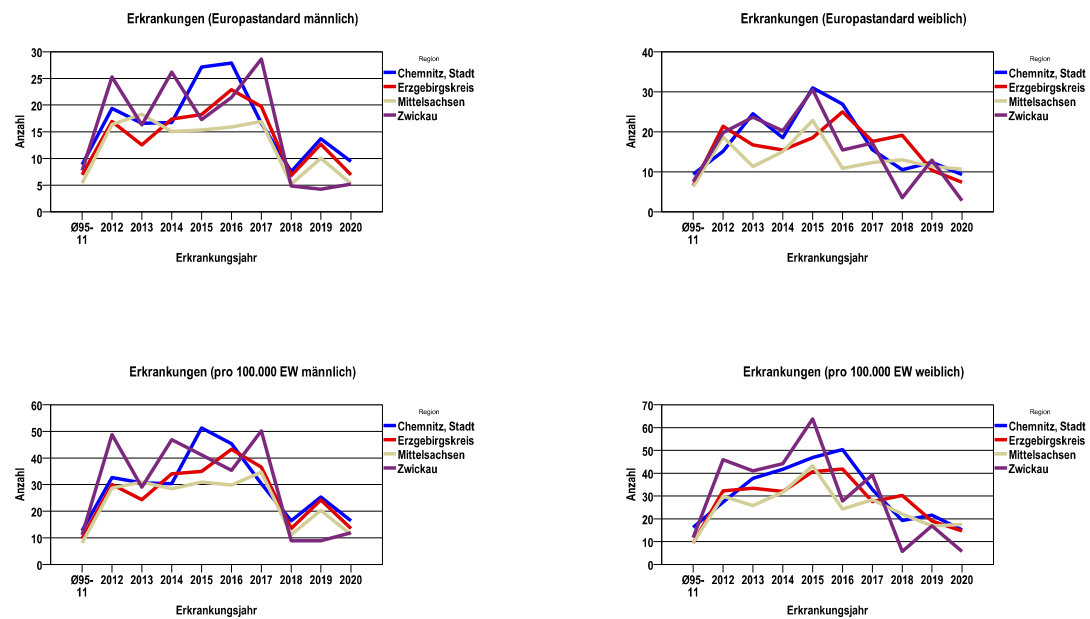 Erkrankungen (Europastandard männlich)
30
25
20
15
10
5
0
Anzahl
Ø95-
11
2012 2013 2014 2015 2016 2017 2018 2019 2020
Erkrankungsjahr
Region
Chemnitz, Stadt
Erzgebirgskreis
Mittelsachsen
Zwickau
Erkrankungen (Europastandard weiblich)
40
30
20
10
0
Anzahl
Ø95-
11
2012 2013 2014 2015 2016 2017 2018 2019 2020
Erkrankungsjahr
Region
Chemnitz, Stadt
Erzgebirgskreis
Mittelsachsen
Zwickau
Erkrankungen (pro 100.000 EW männlich)
60
50
40
30
20
10
0
Anzahl
Ø95-
11
2012 2013 2014 2015 2016 2017 2018 2019 2020
Erkrankungsjahr
Region
Chemnitz, Stadt
Erzgebirgskreis
Mittelsachsen
Zwickau
Erkrankungen (pro 100.000 EW weiblich)
70
60
50
40
30
20
10
0
Anzahl
Ø95-
11
2012 2013 2014 2015 2016 2017 2018 2019 2020
Erkrankungsjahr
Region
Chemnitz, Stadt
Erzgebirgskreis
Mittelsachsen
Zwickau